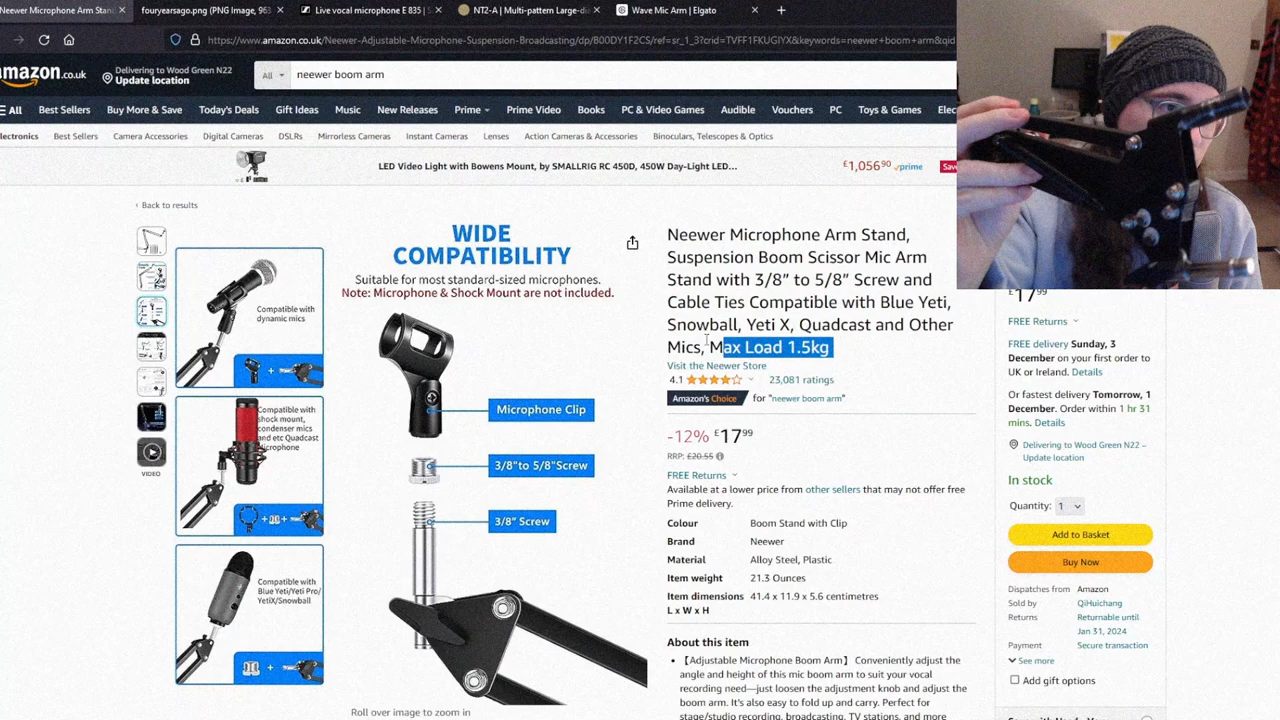 Neewer Microphone Arm Stan
fouryearsago.png (PNG Image, 963
Live vocal microphone E 835 | S
NT2-A | Multi-pattern Large-di
Wave Mic Arm | Elgato
https://www.amazon.co.uk/Neewer-Adjustable-Microphone-Suspension-Broadcasting/dp/B00DY1F2CS/ref=sr_1_3?crid=TVFF1FKUGIYX&keywords=neewer+boom+arm&qid
amazon.co.uk
Delivering to Wood Green N22
Update location
All
neewer boom arm
All
Best Sellers
Buy More & Save
Today's Deals
Gift Ideas
Music
New Releases
Prime
Prime Video
Books
PC & Video Games
Audible
Vouchers
PC
Toys & Games
Elec
lectronics
Best Sellers
Camera Accessories
Digital Cameras
DSLRs
Mirrorless Cameras
Instant Cameras
Lenses
Action Cameras & Accessories
Binoculars, Telescopes & Optics
LED Video Light with Bowens Mount, by SMALLRIG RC 450D, 450W Day-Light LED...
£1,056⁹⁰ prime
Save
‹ Back to results
VIDEO
Compatible with
dynamic mics
Compatible with
shock mount,
condenser mics
and etc Quadcast
Microphone
Compatible with
Blue Yeti/Yeti Pro/
YetiX/Snowball
WIDE
COMPATIBILITY
Suitable for most standard-sized microphones.
Note: Microphone & Shock Mount are not included.
Microphone Clip
3/8"to 5/8"Screw
3/8" Screw
Roll over image to zoom in
Neewer Microphone Arm Stand,
Suspension Boom Scissor Mic Arm
Stand with 3/8" to 5/8" Screw and
Cable Ties Compatible with Blue Yeti,
Snowball, Yeti X, Quadcast and Other
Mics, Max Load 1.5kg
Visit the Neewer Store
4.1
23,081 ratings
Amazon's Choice
for "neewer boom arm"
-12% £17⁹⁹
RRP: £20.55
FREE Returns
Available at a lower price from other sellers that may not offer free
Prime delivery.
Colour Boom Stand with Clip
Brand Neewer
Material Alloy Steel, Plastic
Item weight 21.3 Ounces
Item dimensions 41.4 x 11.9 x 5.6 centimetres
L x W x H
About this item
• 【Adjustable Microphone Boom Arm】 Conveniently adjust the
angle and height of this mic boom arm to suit your vocal
recording need—just loosen the adjustment knob and adjust the
boom arm. It's also easy to fold up and carry. Perfect for
stage/studio recording, broadcasting, TV stations, and more
£17⁹⁹
FREE Returns
FREE delivery Sunday, 3
December on your first order to
UK or Ireland. Details
Or fastest delivery Tomorrow, 1
December. Order within 1 hr 31
mins. Details
Delivering to Wood Green N22 –
Update location
In stock
Quantity: 1
Add to Basket
Buy Now
Dispatches from Amazon
Sold by QiHuichang
Returns Returnable until
Jan 31, 2024
Payment Secure transaction
See more
Add gift options